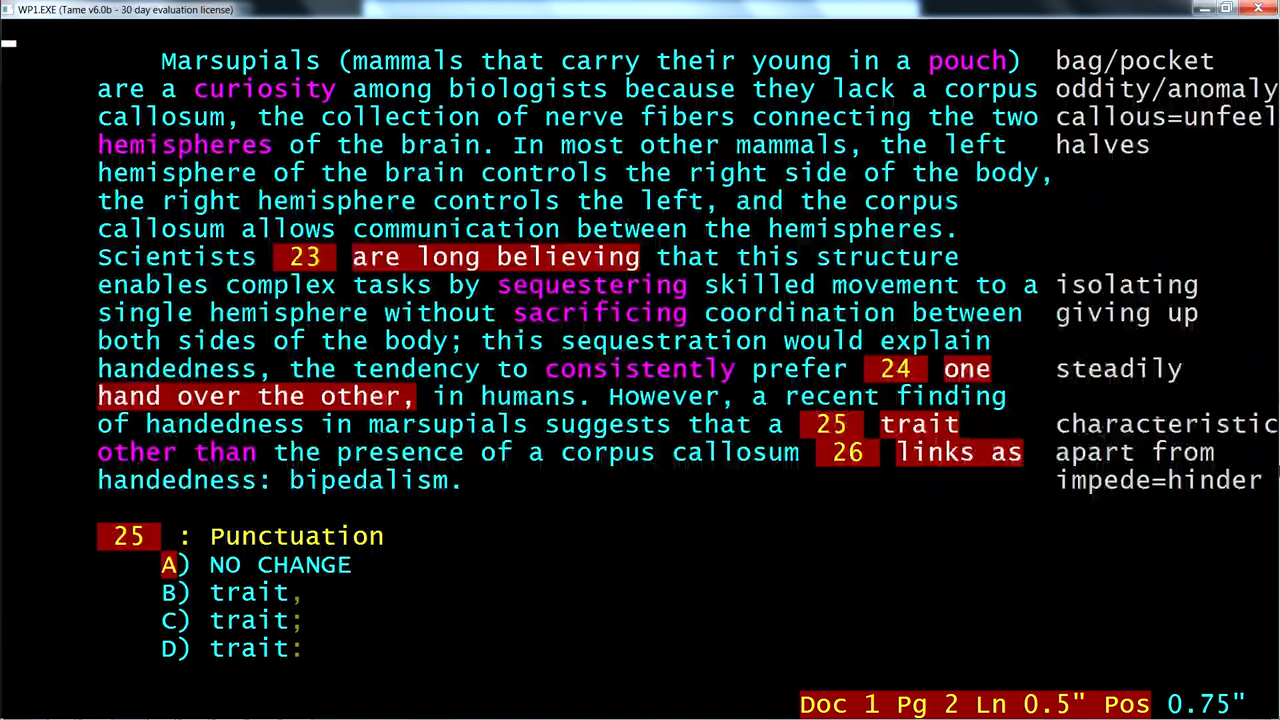 WP1.EXE (Tame v6.0b - 30 day evaluation license)
Marsupials (mammals that carry their young in a pouch) bag/pocket
are a curiosity among biologists because they lack a corpus oddity/anomaly
callosum, the collection of nerve fibers connecting the two callous=unfeel
hemispheres of the brain. In most other mammals, the left halves
hemisphere of the brain controls the right side of the body,
the right hemisphere controls the left, and the corpus
callosum allows communication between the hemispheres.
Scientists 23 are long believing that this structure
enables complex tasks by sequestering skilled movement to a isolating
single hemisphere without sacrificing coordination between giving up
both sides of the body; this sequestration would explain
handedness, the tendency to consistently prefer 24 one steadily
hand over the other, in humans. However, a recent finding
of handedness in marsupials suggests that a 25 trait characteristic
other than the presence of a corpus callosum 26 links as apart from
handedness: bipedalism. impede=hinder
25 : Punctuation
A) NO CHANGE
B) trait,
C) trait;
D) trait:
Doc 1 Pg 2 Ln 0.5" Pos 0.75"